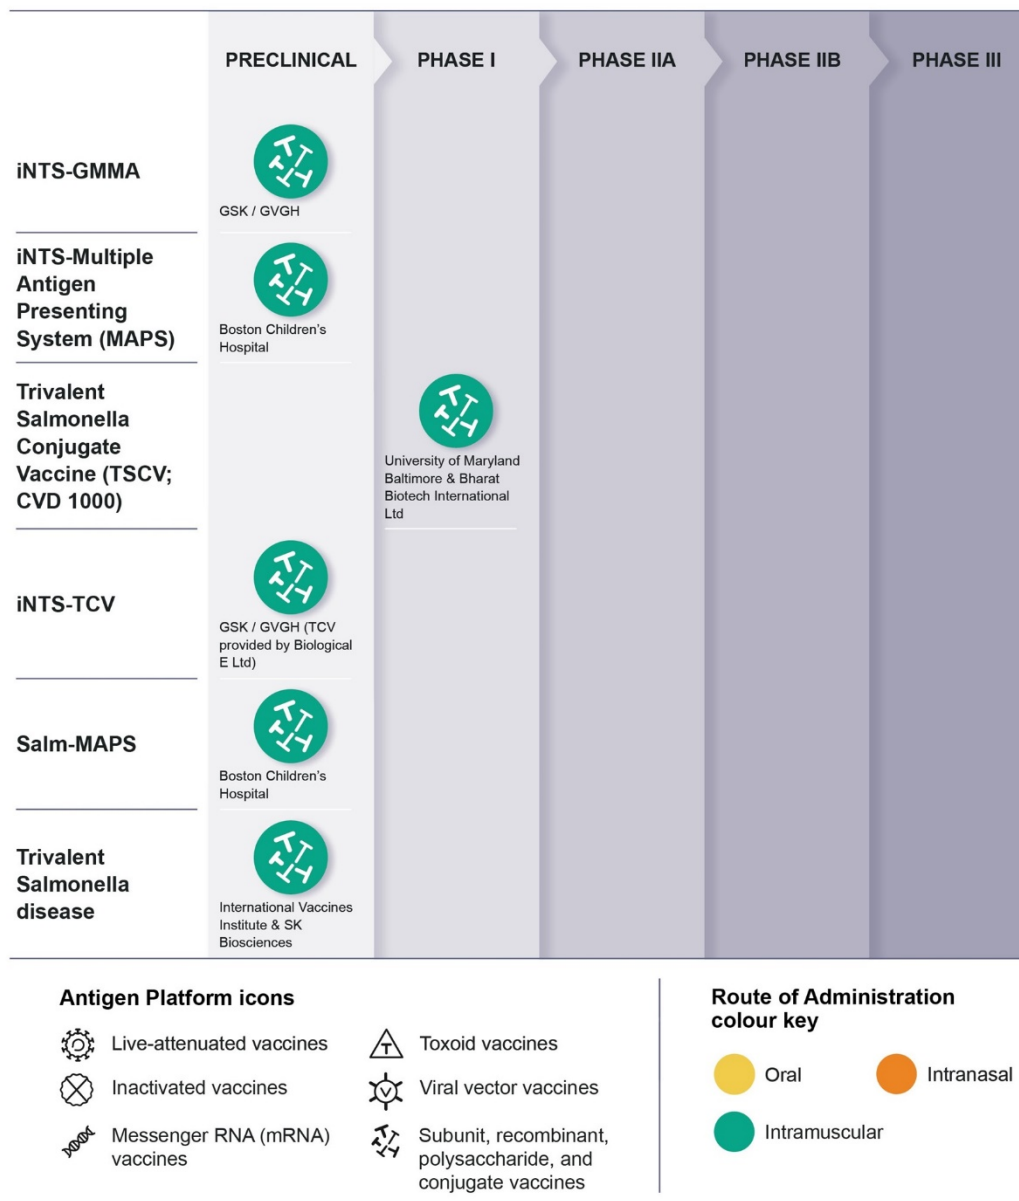 PRECLINICAL
PHASE I
PHASE IIA
PHASE IIB
PHASE III
iNTS-GMMA
GSK / GVGH
iNTS-Multiple
Antigen
Presenting
System (MAPS)
Boston Children's
Hospital
Trivalent
Salmonella
Conjugate
Vaccine (TSCV;
CVD 1000)
University of Maryland
Baltimore & Bharat
Biotech International
Ltd
iNTS-TCV
GSK / GVGH (TCV
provided by Biological
E Ltd)
Salm-MAPS
Boston Children's
Hospital
Trivalent
Salmonella
disease
International Vaccines
Institute & SK
Biosciences
Antigen Platform icons
Live-attenuated vaccines
Inactivated vaccines
Messenger RNA (mRNA)
vaccines
T
Toxoid vaccines
V
Viral vector vaccines
Subunit, recombinant,
polysaccharide, and
conjugate vaccines
Route of Administration
colour key
Oral
Intranasal
Intramuscular